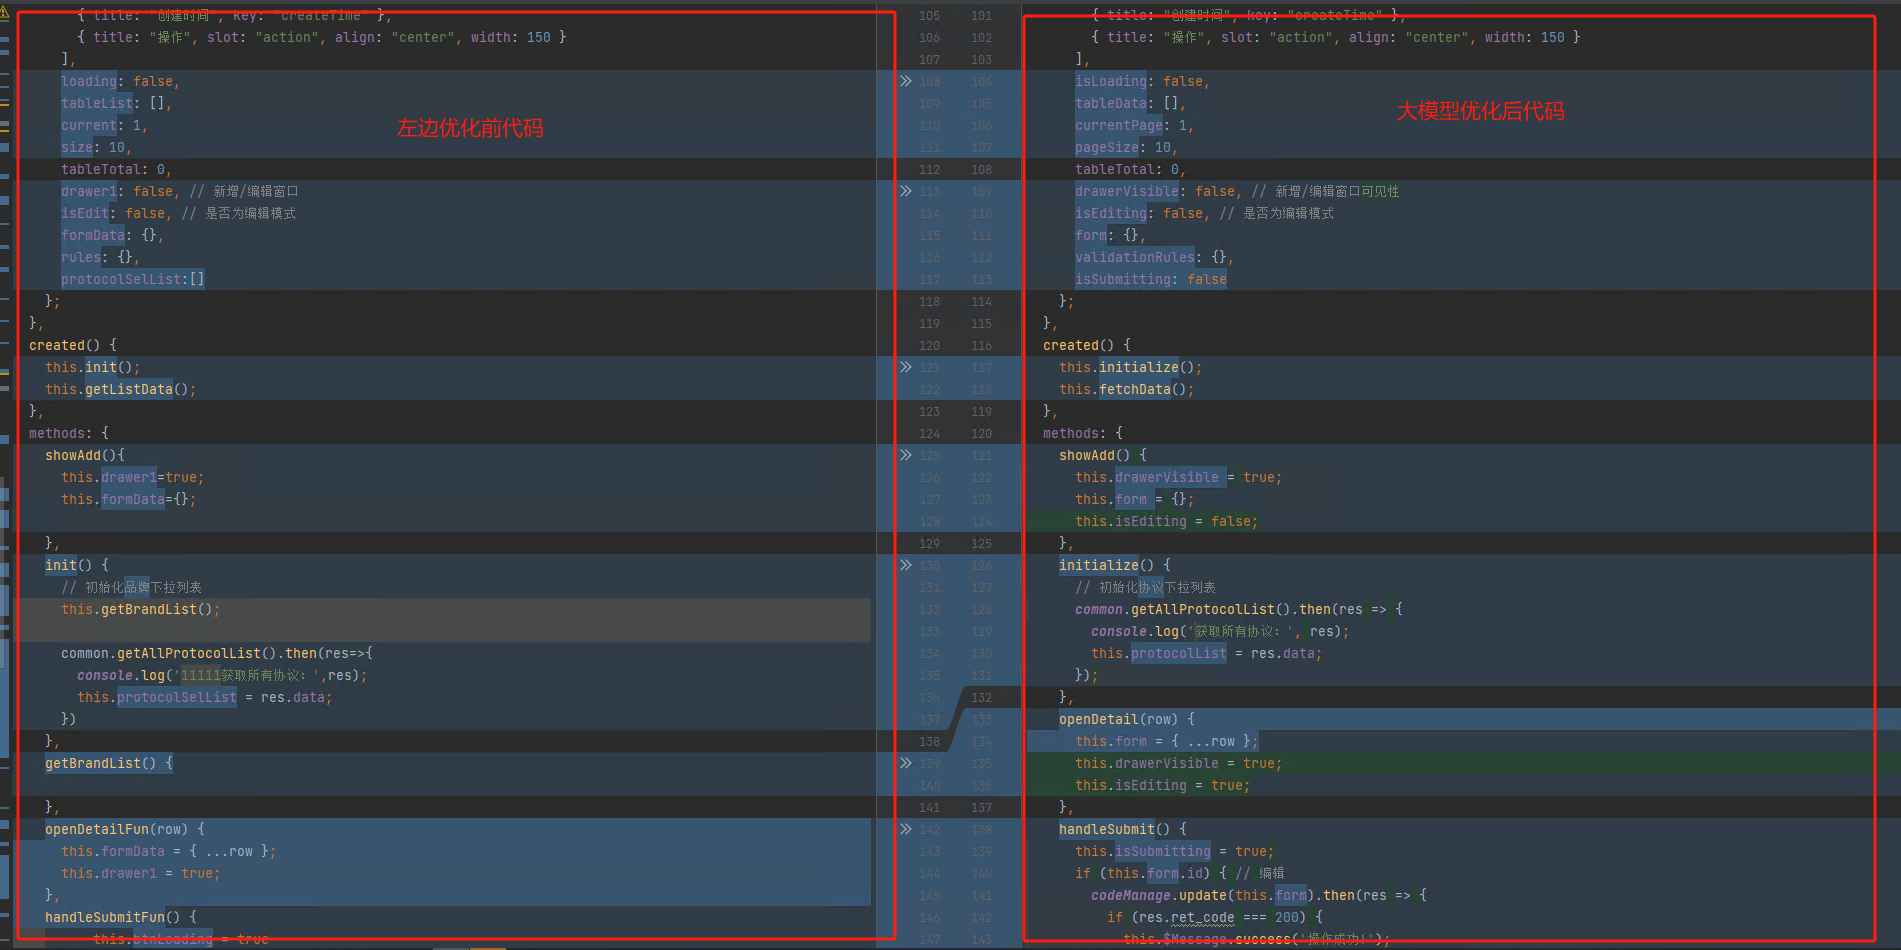 { title: "创建时间", key: "createTime" },
{ title: "操作", slot: "action", align: "center", width: 150 }
],
loading: false,
tableList: [],
current: 1,
size: 10,
tableTotal: 0,
drawer1: false, // 新增/编辑窗口
isEdit: false, // 是否为编辑模式
formData: {},
rules: {},
protocolSelList:[]
};
},
created() {
this.init();
this.getListData();
},
methods: {
showAdd(){
this.drawer1=true;
this.formData={};
},
init() {
// 初始化品牌下拉列表
this.getBrandList();
common.getAllProtocolList().then(res=>{
console.log('11111获取所有协议: ',res);
this.protocolSelList = res.data;
})
},
getBrandList() {
},
openDetailFun(row) {
this.formData = { ...row };
this.drawer1 = true;
},
handleSubmitFun() {
this.btnLoading = true
左边优化前代码
105 101
106 102
107 103
108 104
109 105
110 106
111 107
112 108
113 109
114 110
115 111
116 112
117 113
118 114
119 115
120 116
121 117
122 118
123 119
124 120
125 121
126 122
127 123
128 124
129 125
130 126
131 127
132 128
133 129
134 130
135 131
136 132
137 133
138 134
139 135
140 136
141 137
142 138
143 139
144 140
145 141
146 142
147 143
{ title: "创建时间", key: "createTime" },
{ title: "操作", slot: "action", align: "center", width: 150 }
],
isLoading: false,
tableData: [],
currentPage: 1,
pageSize: 10,
tableTotal: 0,
drawerVisible: false, // 新增/编辑窗口可见性
isEditing: false, // 是否为编辑模式
form: {},
validationRules: {},
isSubmitting: false
};
},
created() {
this.initialize();
this.fetchData();
},
methods: {
showAdd() {
this.drawerVisible = true;
this.form = {};
this.isEditing = false;
},
initialize() {
// 初始化协议下拉列表
common.getAllProtocolList().then(res => {
console.log('获取所有协议: ', res);
this.protocolList = res.data;
});
},
openDetail(row) {
this.form = { ...row };
this.drawerVisible = true;
this.isEditing = true;
},
handleSubmit() {
this.isSubmitting = true;
if (this.form.id) { // 编辑
codeManage.update(this.form).then(res => {
if (res.ret_code === 200) {
this.$Message.success('操作成功!');
大模型优化后代码